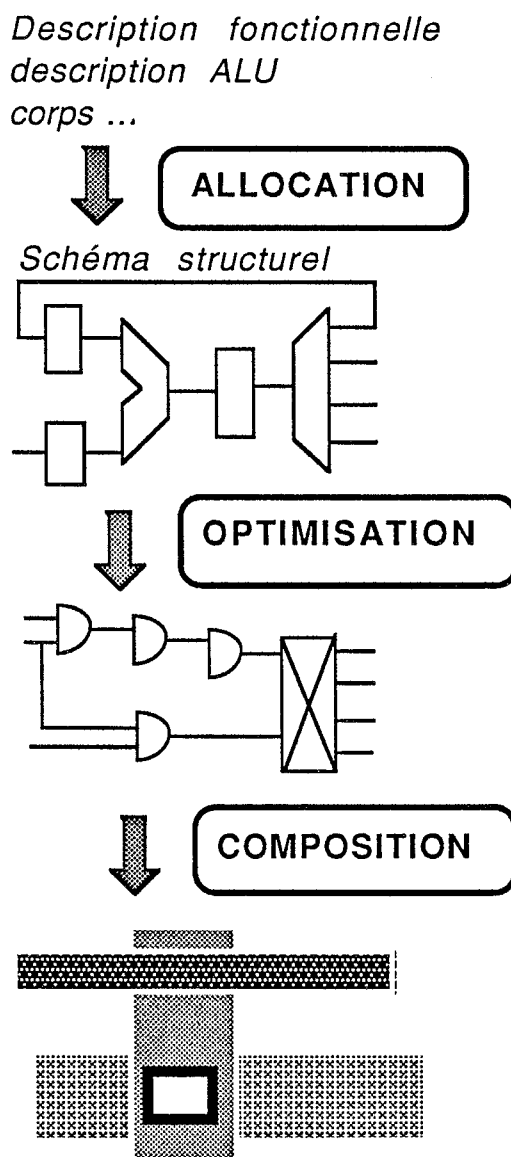 Description fonctionnelle
description ALU
corps ...
ALLOCATION
Schéma structurel
OPTIMISATION
COMPOSITION